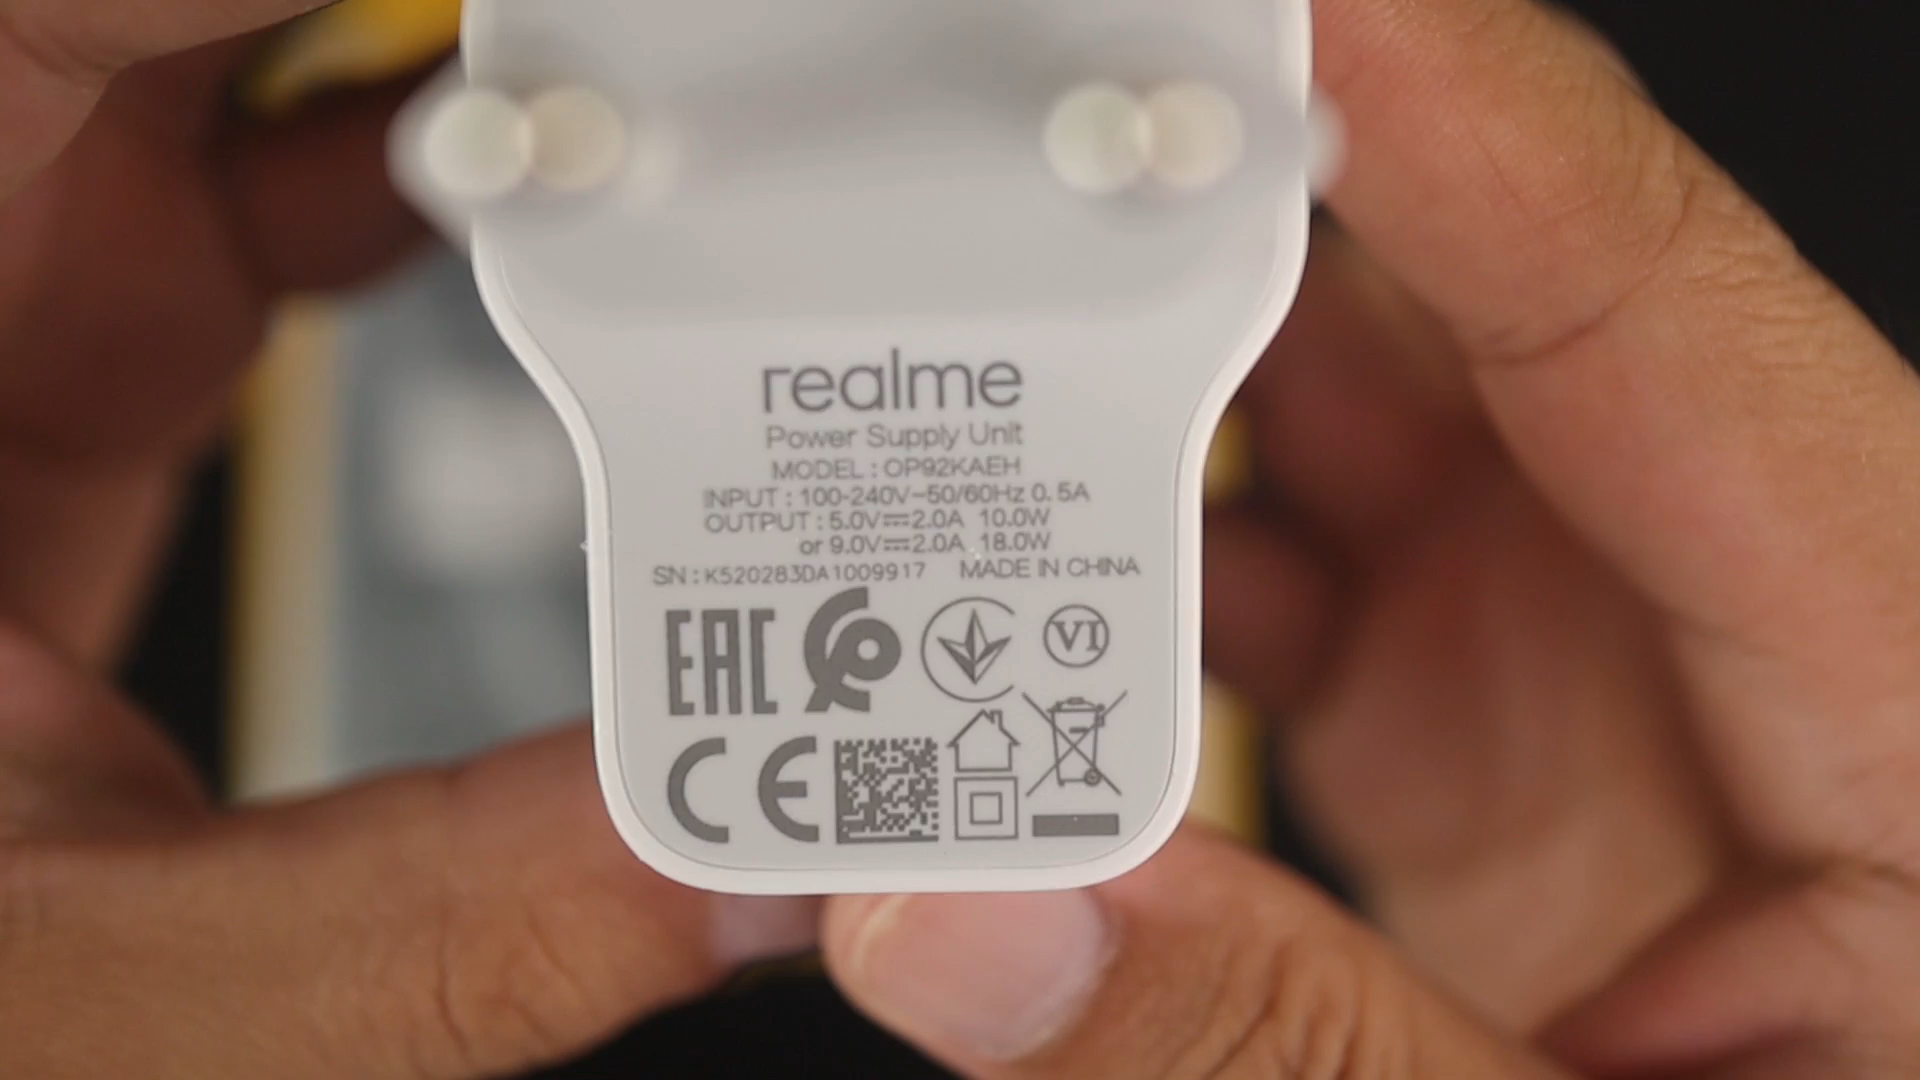 realme
Power Supply Unit
MODEL : OP92KAEH
INPUT : 100-240V~50/60Hz 0.5A
OUTPUT : 5.0V⎓2.0A 10.0W
or 9.0V⎓2.0A 18.0W
SN : K520283DA1009917 MADE IN CHINA
EAC
VI
CE